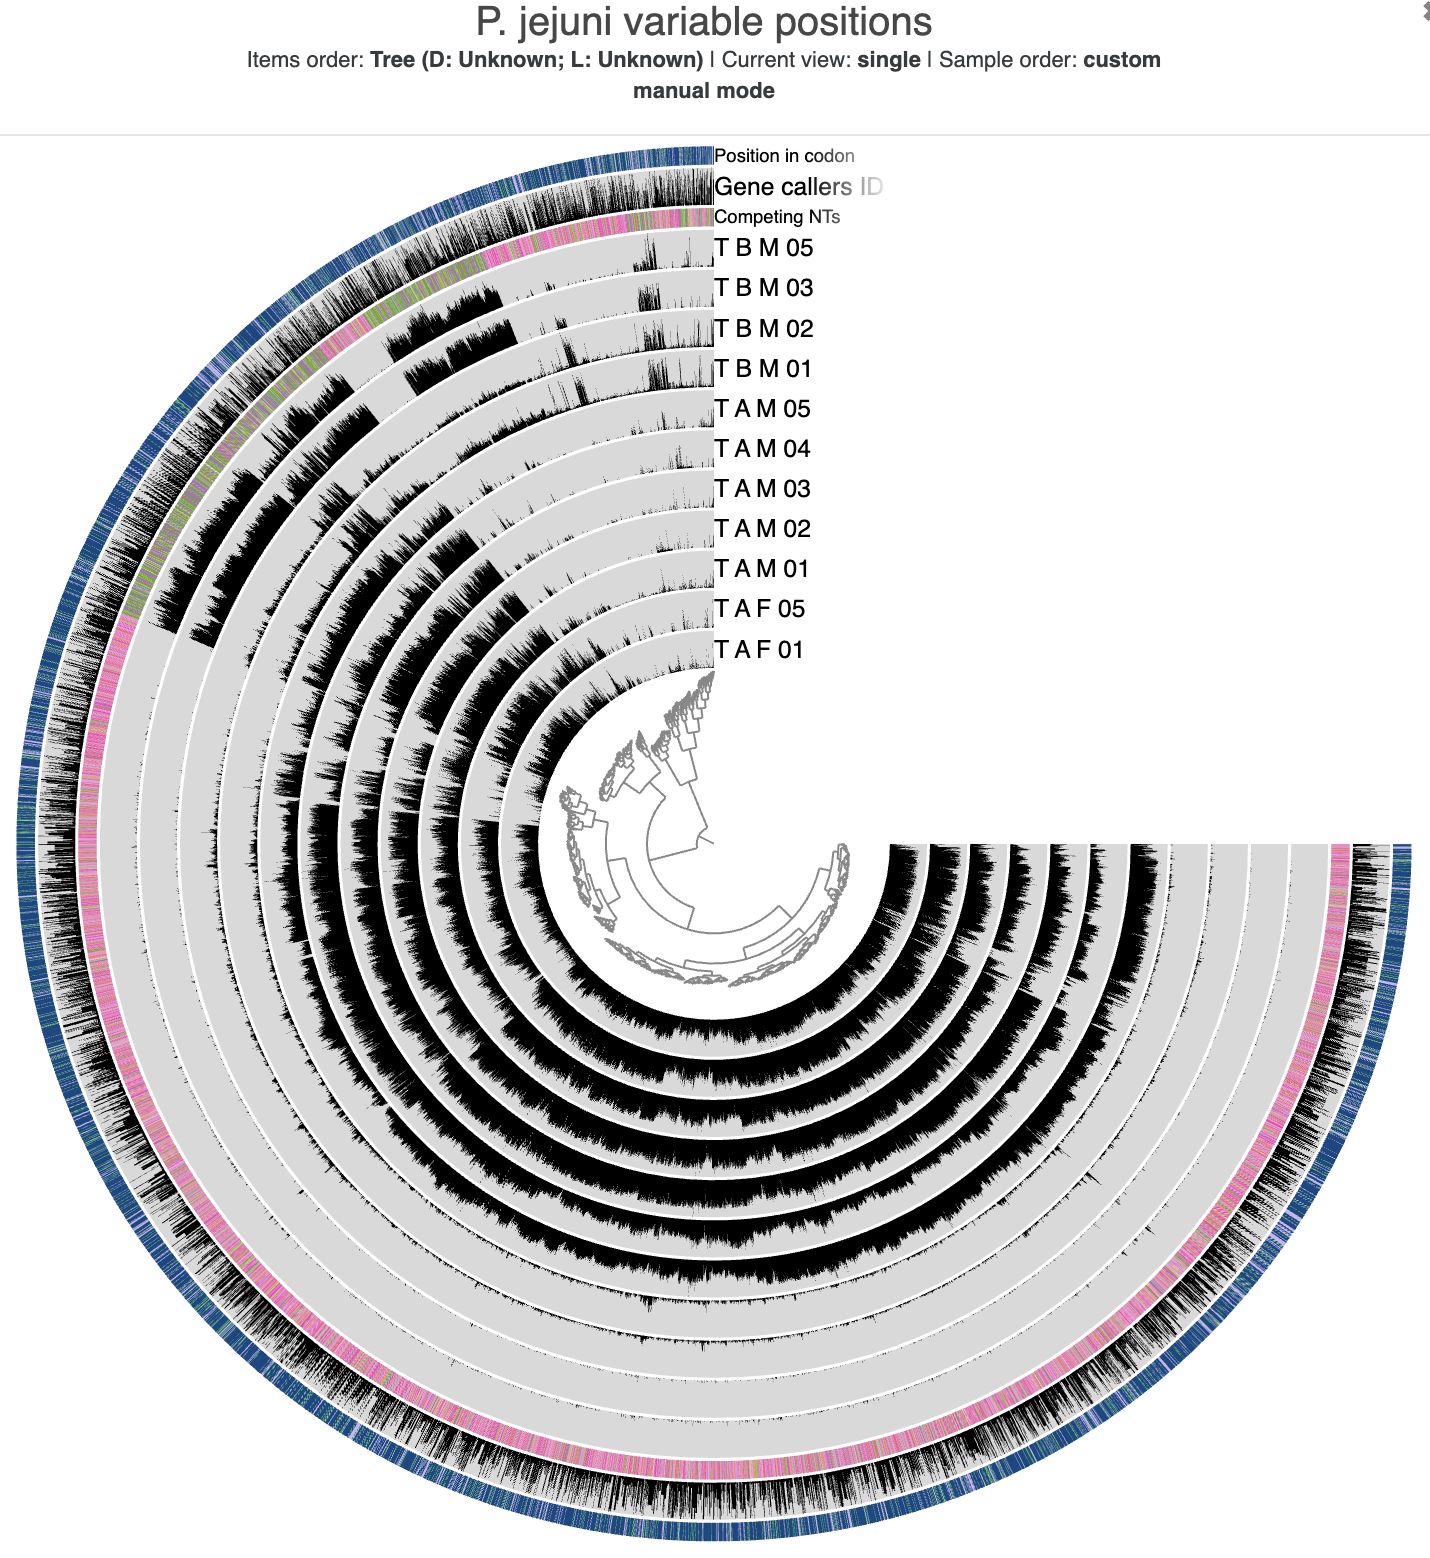 P. jejuni variable positions
Items order: Tree (D: Unknown; L: Unknown) | Current view: single | Sample order: custom
manual mode
Position in codon
Gene callers ID
Competing NTs
T B M 05
T B M 03
T B M 02
T B M 01
T A M 05
T A M 04
T A M 03
T A M 02
T A M 01
T A F 05
T A F 01